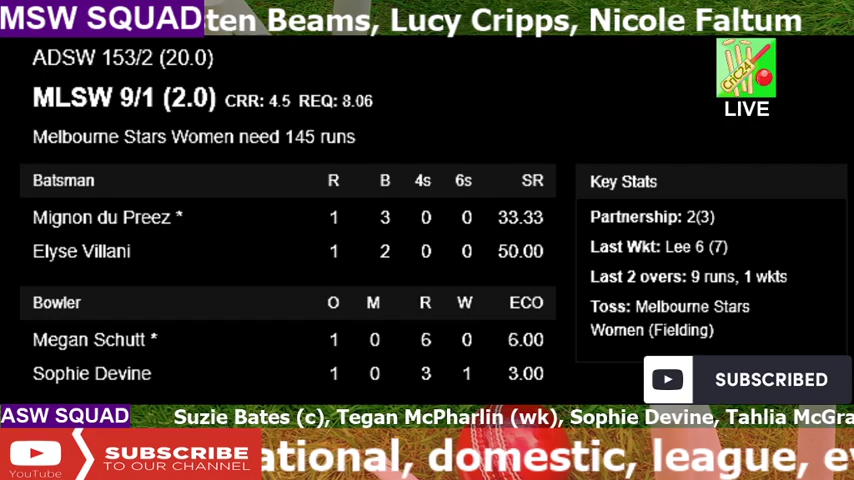 MSW SQUAD ten Beams, Lucy Cripps, Nicole Faltum
ADSW 153/2 (20.0)
MLSW 9/1 (2.0) CRR: 4.5 REQ: 8.06
Melbourne Stars Women need 145 runs
CriC24
LIVE
Batsman R B 4s 6s SR
Mignon du Preez * 1 3 0 0 33.33
Elyse Villani 1 2 0 0 50.00
Bowler O M R W ECO
Megan Schutt * 1 0 6 0 6.00
Sophie Devine 1 0 3 1 3.00
Key Stats
Partnership: 2(3)
Last Wkt: Lee 6 (7)
Last 2 overs: 9 runs, 1 wkts
Toss: Melbourne Stars
Women (Fielding)
SUBSCRIBED
ASW SQUAD Suzie Bates (c), Tegan McPharlin (wk), Sophie Devine, Tahlia McGra
YouTube
SUBSCRIBE
TO OUR CHANNEL
ational, domestic, league, ev